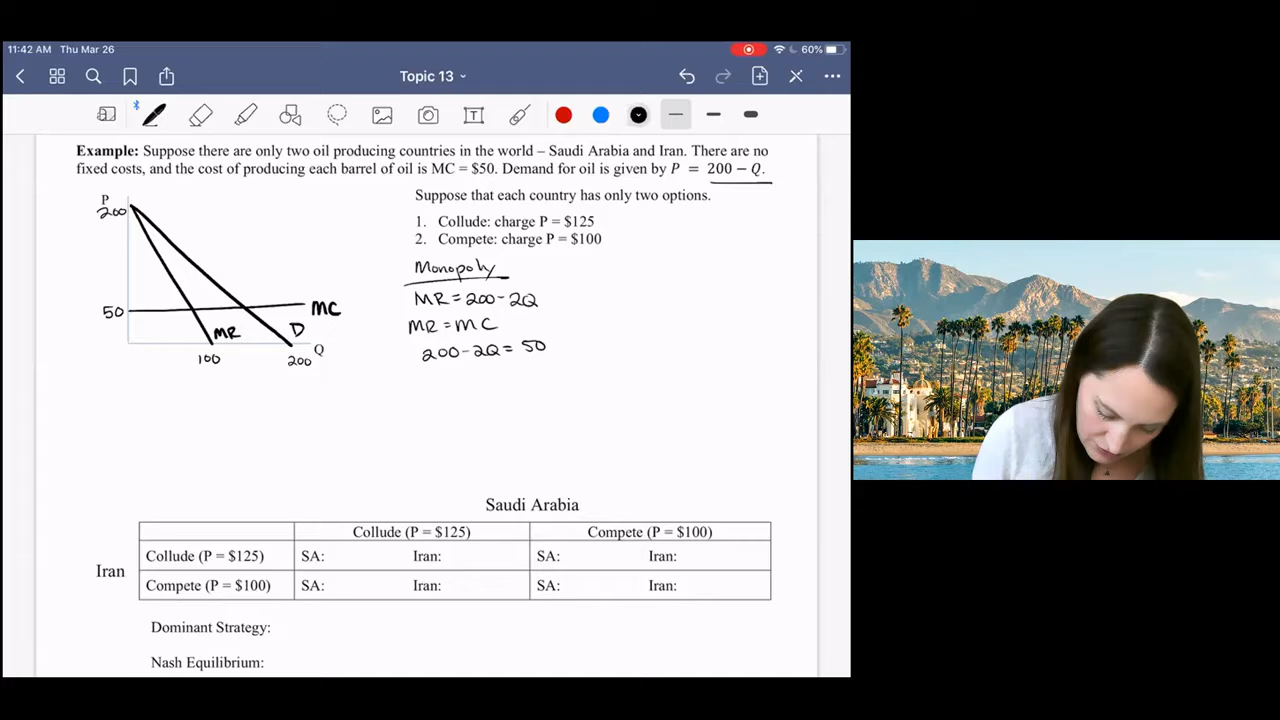 11:42 AM Thu Mar 26
60%
Topic 13
T
Example: Suppose there are only two oil producing countries in the world – Saudi Arabia and Iran. There are no
fixed costs, and the cost of producing each barrel of oil is MC = $50. Demand for oil is given by P = 200 – Q.
Suppose that each country has only two options.
1. Collude: charge P = $125
2. Compete: charge P = $100
P
200
50
MC
MR
D
100
200
Q
Monopoly
MR = 200 - 2Q
MR = MC
200 - 2Q = 50
Saudi Arabia
Collude (P = $125) Compete (P = $100)
Iran
Collude (P = $125) SA: Iran: SA: Iran:
Compete (P = $100) SA: Iran: SA: Iran:
Dominant Strategy:
Nash Equilibrium: